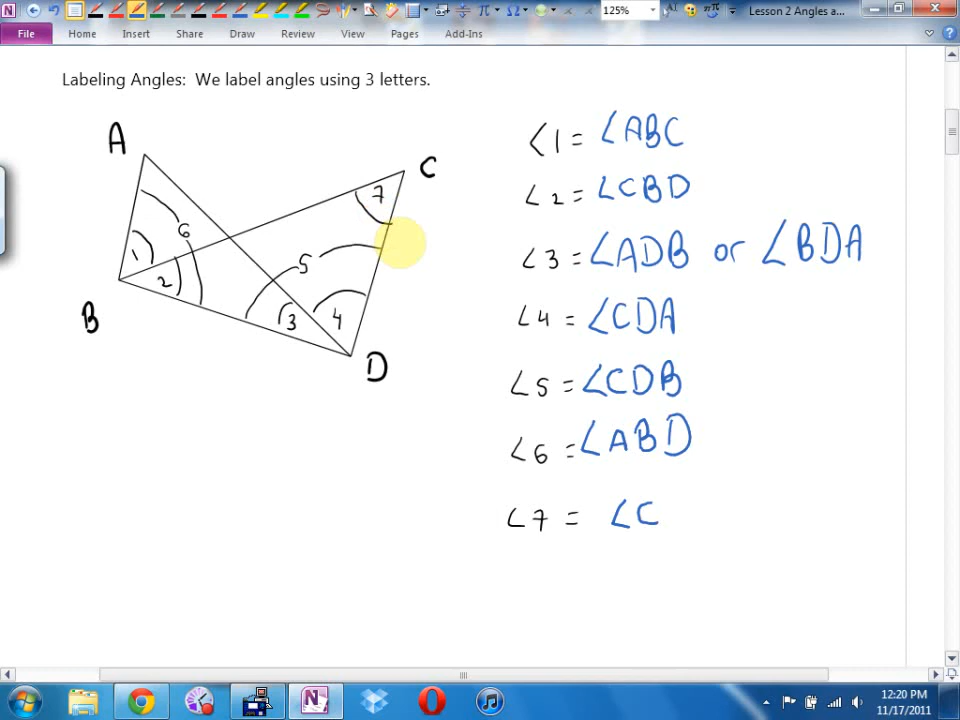 125%
Lesson 2 Angles a...
File Home Insert Share Draw Review View Pages Add-Ins
Labeling Angles: We label angles using 3 letters.
A
C
B
D
1
2
3
4
5
6
7
∠1 = ∠ABC
∠2 = ∠CBD
∠3 = ∠ADB or ∠BDA
∠4 = ∠CDA
∠5 = ∠CDB
∠6 = ∠ABD
∠7 = ∠C
12:20 PM
11/17/2011